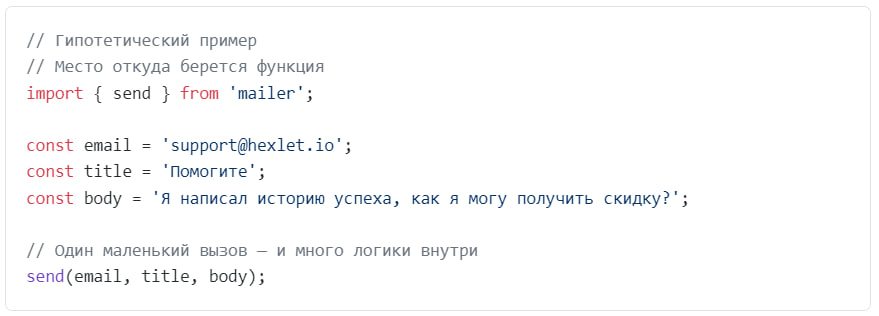 // Гипотетический пример
// Место откуда берется функция
import { send } from 'mailer';
const email = 'support@hexlet.io';
const title = 'Помогите';
const body = 'Я написал историю успеха, как я могу получить скидку?';
// Один маленький вызов — и много логики внутри
send(email, title, body);